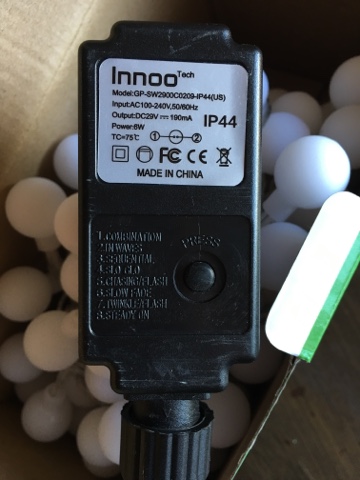 Innoo Tech
Model:GP-SW2900C0209-IP44(US)
Input:AC100-240V,50/60Hz
Output:DC29V⎓190mA
Power:6W
IP44
TC=75℃ 1 2
FC CE
MADE IN CHINA
PRESS
1.COMBINATION
2.IN WAVES
3.SEQUENTIAL
4.SLO GLO
5.CHASING/FLASH
6.SLOW FADE
7.TWINKLE/FLASH
8.STEADY ON